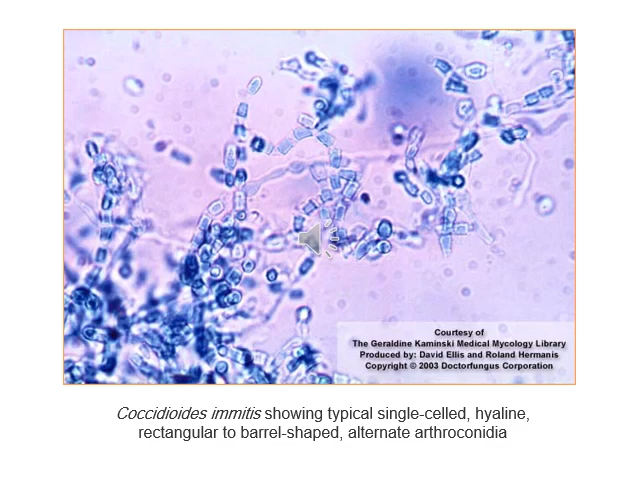 Courtesy of
The Geraldine Kaminski Medical Mycology Library
Produced by: David Ellis and Roland Hermanis
Copyright © 2003 Doctorfungus Corporation
Coccidioides immitis showing typical single-celled, hyaline,
rectangular to barrel-shaped, alternate arthroconidia